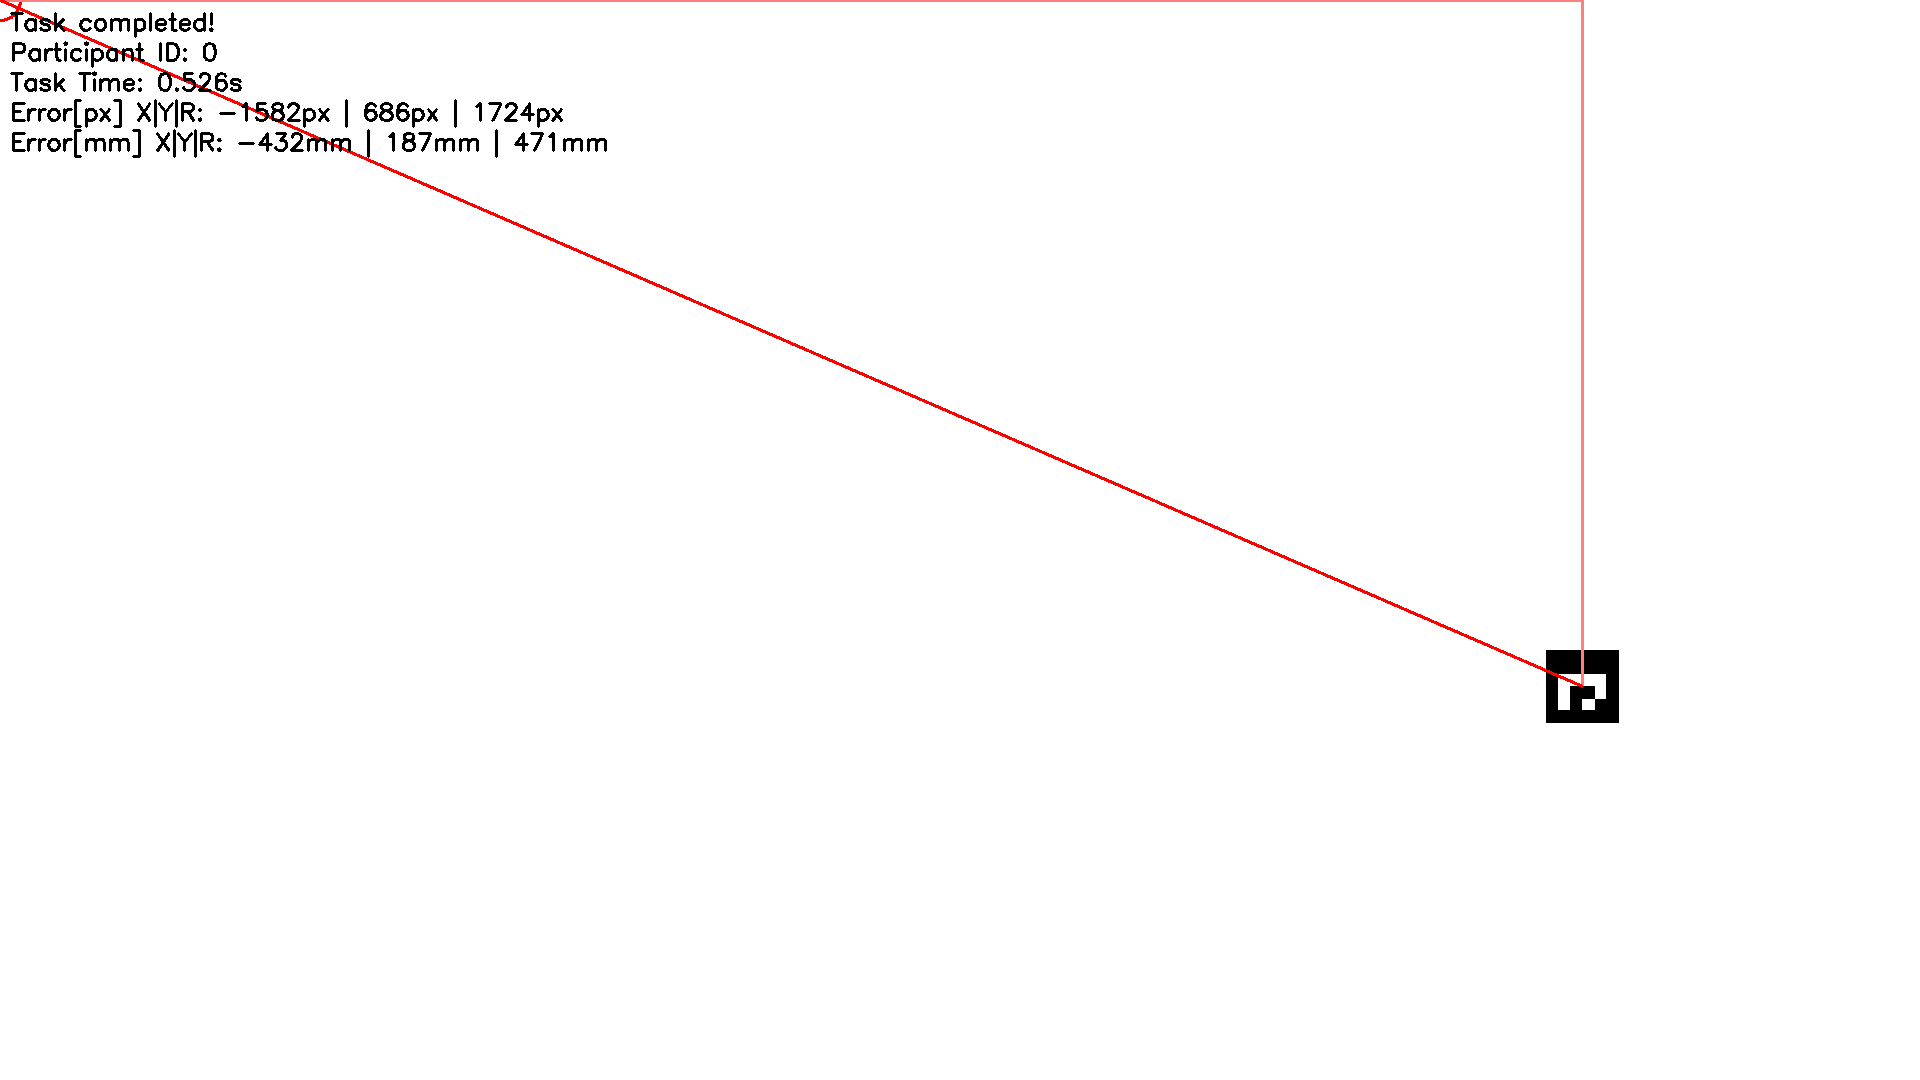 Task completed!
Participant ID: 0
Task Time: 0.526s
Error[px] X|Y|R: -1582px | 686px | 1724px
Error[mm] X|Y|R: -432mm | 187mm | 471mm